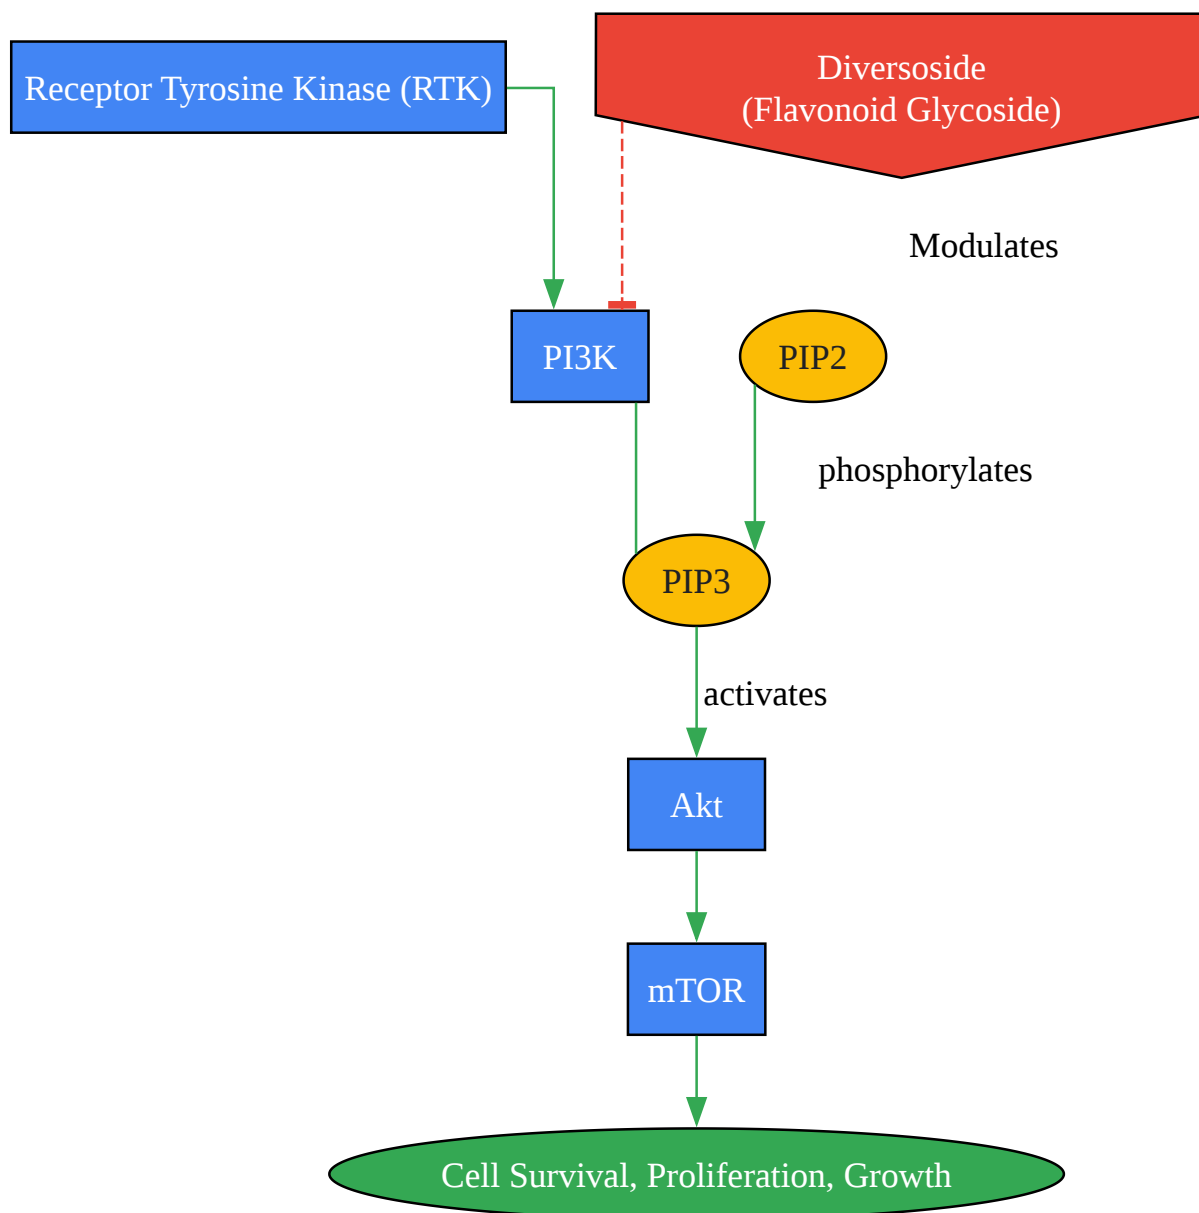 Receptor Tyrosine Kinase (RTK)
Diversoside
(Flavonoid Glycoside)
Modulates
PI3K
PIP2
phosphorylates
PIP3
activates
Akt
mTOR
Cell Survival, Proliferation, Growth